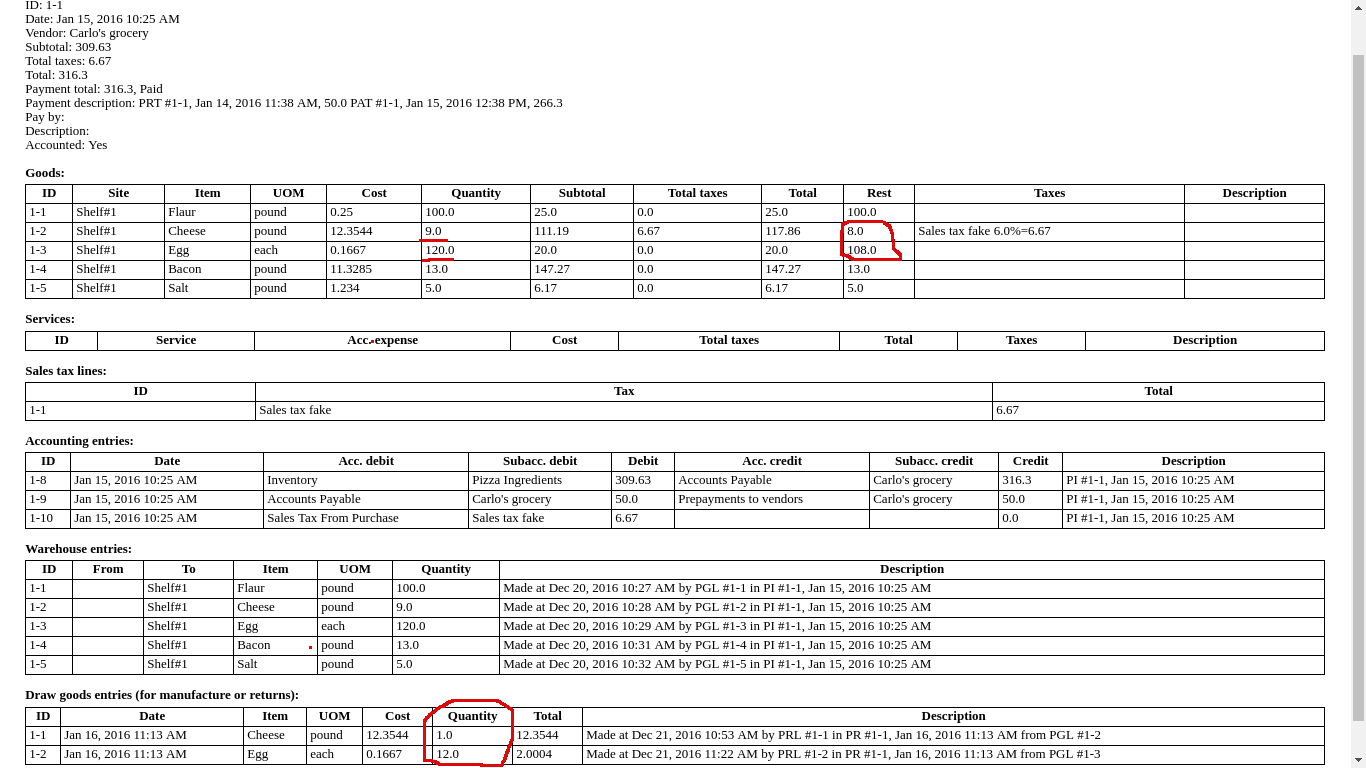 ID: 1-1
Date: Jan 15, 2016 10:25 AM
Vendor: Carlo's grocery
Subtotal: 309.63
Total taxes: 6.67
Total: 316.3
Payment total: 316.3, Paid
Payment description: PRT #1-1, Jan 14, 2016 11:38 AM, 50.0 PAT #1-1, Jan 15, 2016 12:38 PM, 266.3
Pay by:
Description:
Accounted: Yes
Goods:
ID Site Item UOM Cost Quantity Subtotal Total taxes Total Rest Taxes Description
1-1 Shelf#1 Flaur pound 0.25 100.0 25.0 0.0 25.0 100.0
1-2 Shelf#1 Cheese pound 12.3544 9.0 111.19 6.67 117.86 8.0 Sales tax fake 6.0%=6.67
1-3 Shelf#1 Egg each 0.1667 120.0 20.0 0.0 20.0 108.0
1-4 Shelf#1 Bacon pound 11.3285 13.0 147.27 0.0 147.27 13.0
1-5 Shelf#1 Salt pound 1.234 5.0 6.17 0.0 6.17 5.0
Services:
ID Service Acc. expense Cost Total taxes Total Taxes Description
Sales tax lines:
ID Tax Total
1-1 Sales tax fake 6.67
Accounting entries:
ID Date Acc. debit Subacc. debit Debit Acc. credit Subacc. credit Credit Description
1-8 Jan 15, 2016 10:25 AM Inventory Pizza Ingredients 309.63 Accounts Payable Carlo's grocery 316.3 PI #1-1, Jan 15, 2016 10:25 AM
1-9 Jan 15, 2016 10:25 AM Accounts Payable Carlo's grocery 50.0 Prepayments to vendors Carlo's grocery 50.0 PI #1-1, Jan 15, 2016 10:25 AM
1-10 Jan 15, 2016 10:25 AM Sales Tax From Purchase Sales tax fake 6.67 0.0 PI #1-1, Jan 15, 2016 10:25 AM
Warehouse entries:
ID From To Item UOM Quantity Description
1-1 Shelf#1 Flaur pound 100.0 Made at Dec 20, 2016 10:27 AM by PGL #1-1 in PI #1-1, Jan 15, 2016 10:25 AM
1-2 Shelf#1 Cheese pound 9.0 Made at Dec 20, 2016 10:28 AM by PGL #1-2 in PI #1-1, Jan 15, 2016 10:25 AM
1-3 Shelf#1 Egg each 120.0 Made at Dec 20, 2016 10:29 AM by PGL #1-3 in PI #1-1, Jan 15, 2016 10:25 AM
1-4 Shelf#1 Bacon pound 13.0 Made at Dec 20, 2016 10:31 AM by PGL #1-4 in PI #1-1, Jan 15, 2016 10:25 AM
1-5 Shelf#1 Salt pound 5.0 Made at Dec 20, 2016 10:32 AM by PGL #1-5 in PI #1-1, Jan 15, 2016 10:25 AM
Draw goods entries (for manufacture or returns):
ID Date Item UOM Cost Quantity Total Description
1-1 Jan 16, 2016 11:13 AM Cheese pound 12.3544 1.0 12.3544 Made at Dec 21, 2016 10:53 AM by PRL #1-1 in PR #1-1, Jan 16, 2016 11:13 AM from PGL #1-2
1-2 Jan 16, 2016 11:13 AM Egg each 0.1667 12.0 2.0004 Made at Dec 21, 2016 11:22 AM by PRL #1-2 in PR #1-1, Jan 16, 2016 11:13 AM from PGL #1-3